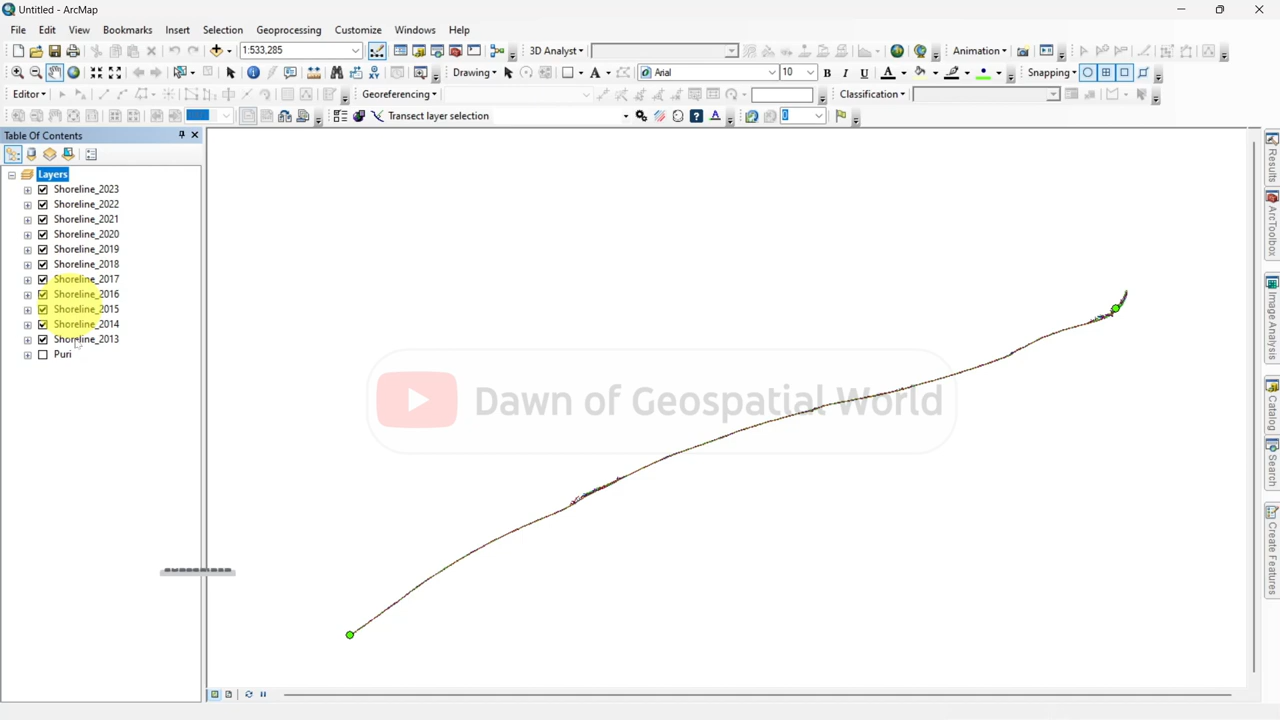 Untitled - ArcMap
File Edit View Bookmarks Insert Selection Geoprocessing Customize Windows Help
1:533,285 3D Analyst Animation
Drawing A Arial 10 B I U A Snapping
Editor Georeferencing Classification
Transect layer selection 0
Table Of Contents
Layers
Shoreline_2023
Shoreline_2022
Shoreline_2021
Shoreline_2020
Shoreline_2019
Shoreline_2018
Shoreline_2017
Shoreline_2016
Shoreline_2015
Shoreline_2014
Shoreline_2013
Puri
Dawn of Geospatial World
Results
ArcToolbox
Image Analysis
Catalog
Search
Create Features